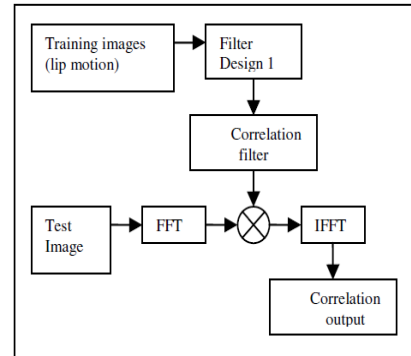 Training images
(lip motion)
Filter
Design 1
Correlation
filter
Test
Image
FFT
IFFT
Correlation
output